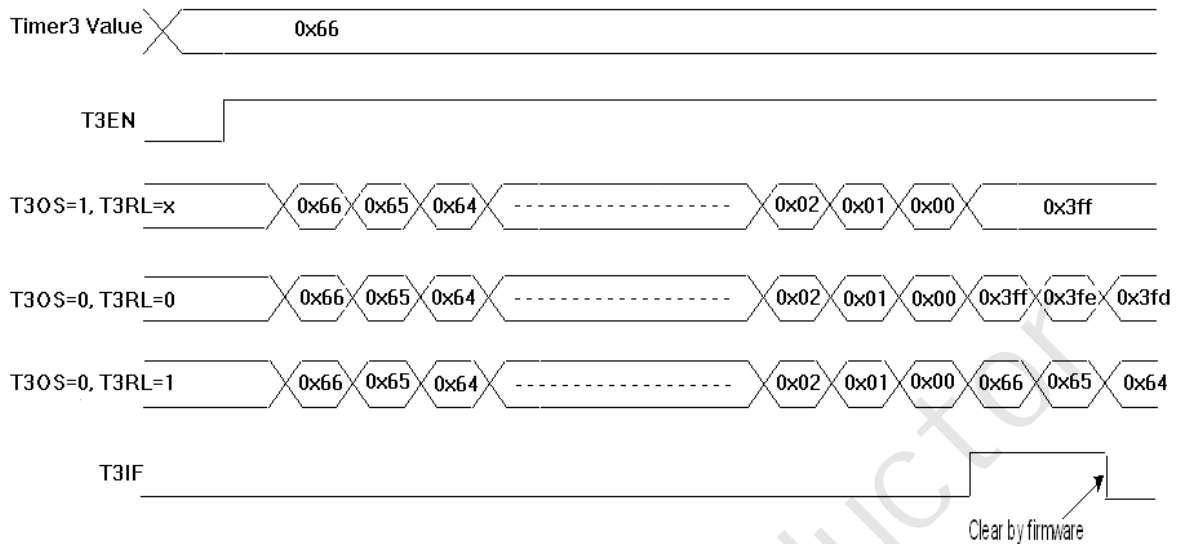 Timer3 Value 0x66
T3EN
T3OS=1, T3RL=x 0x66 0x65 0x64 0x02 0x01 0x00 0x3ff
T3OS=0, T3RL=0 0x66 0x65 0x64 0x02 0x01 0x00 0x3ff 0x3fe 0x3fd
T3OS=0, T3RL=1 0x66 0x65 0x64 0x02 0x01 0x00 0x66 0x65 0x64
T3IF
Clear by firmware